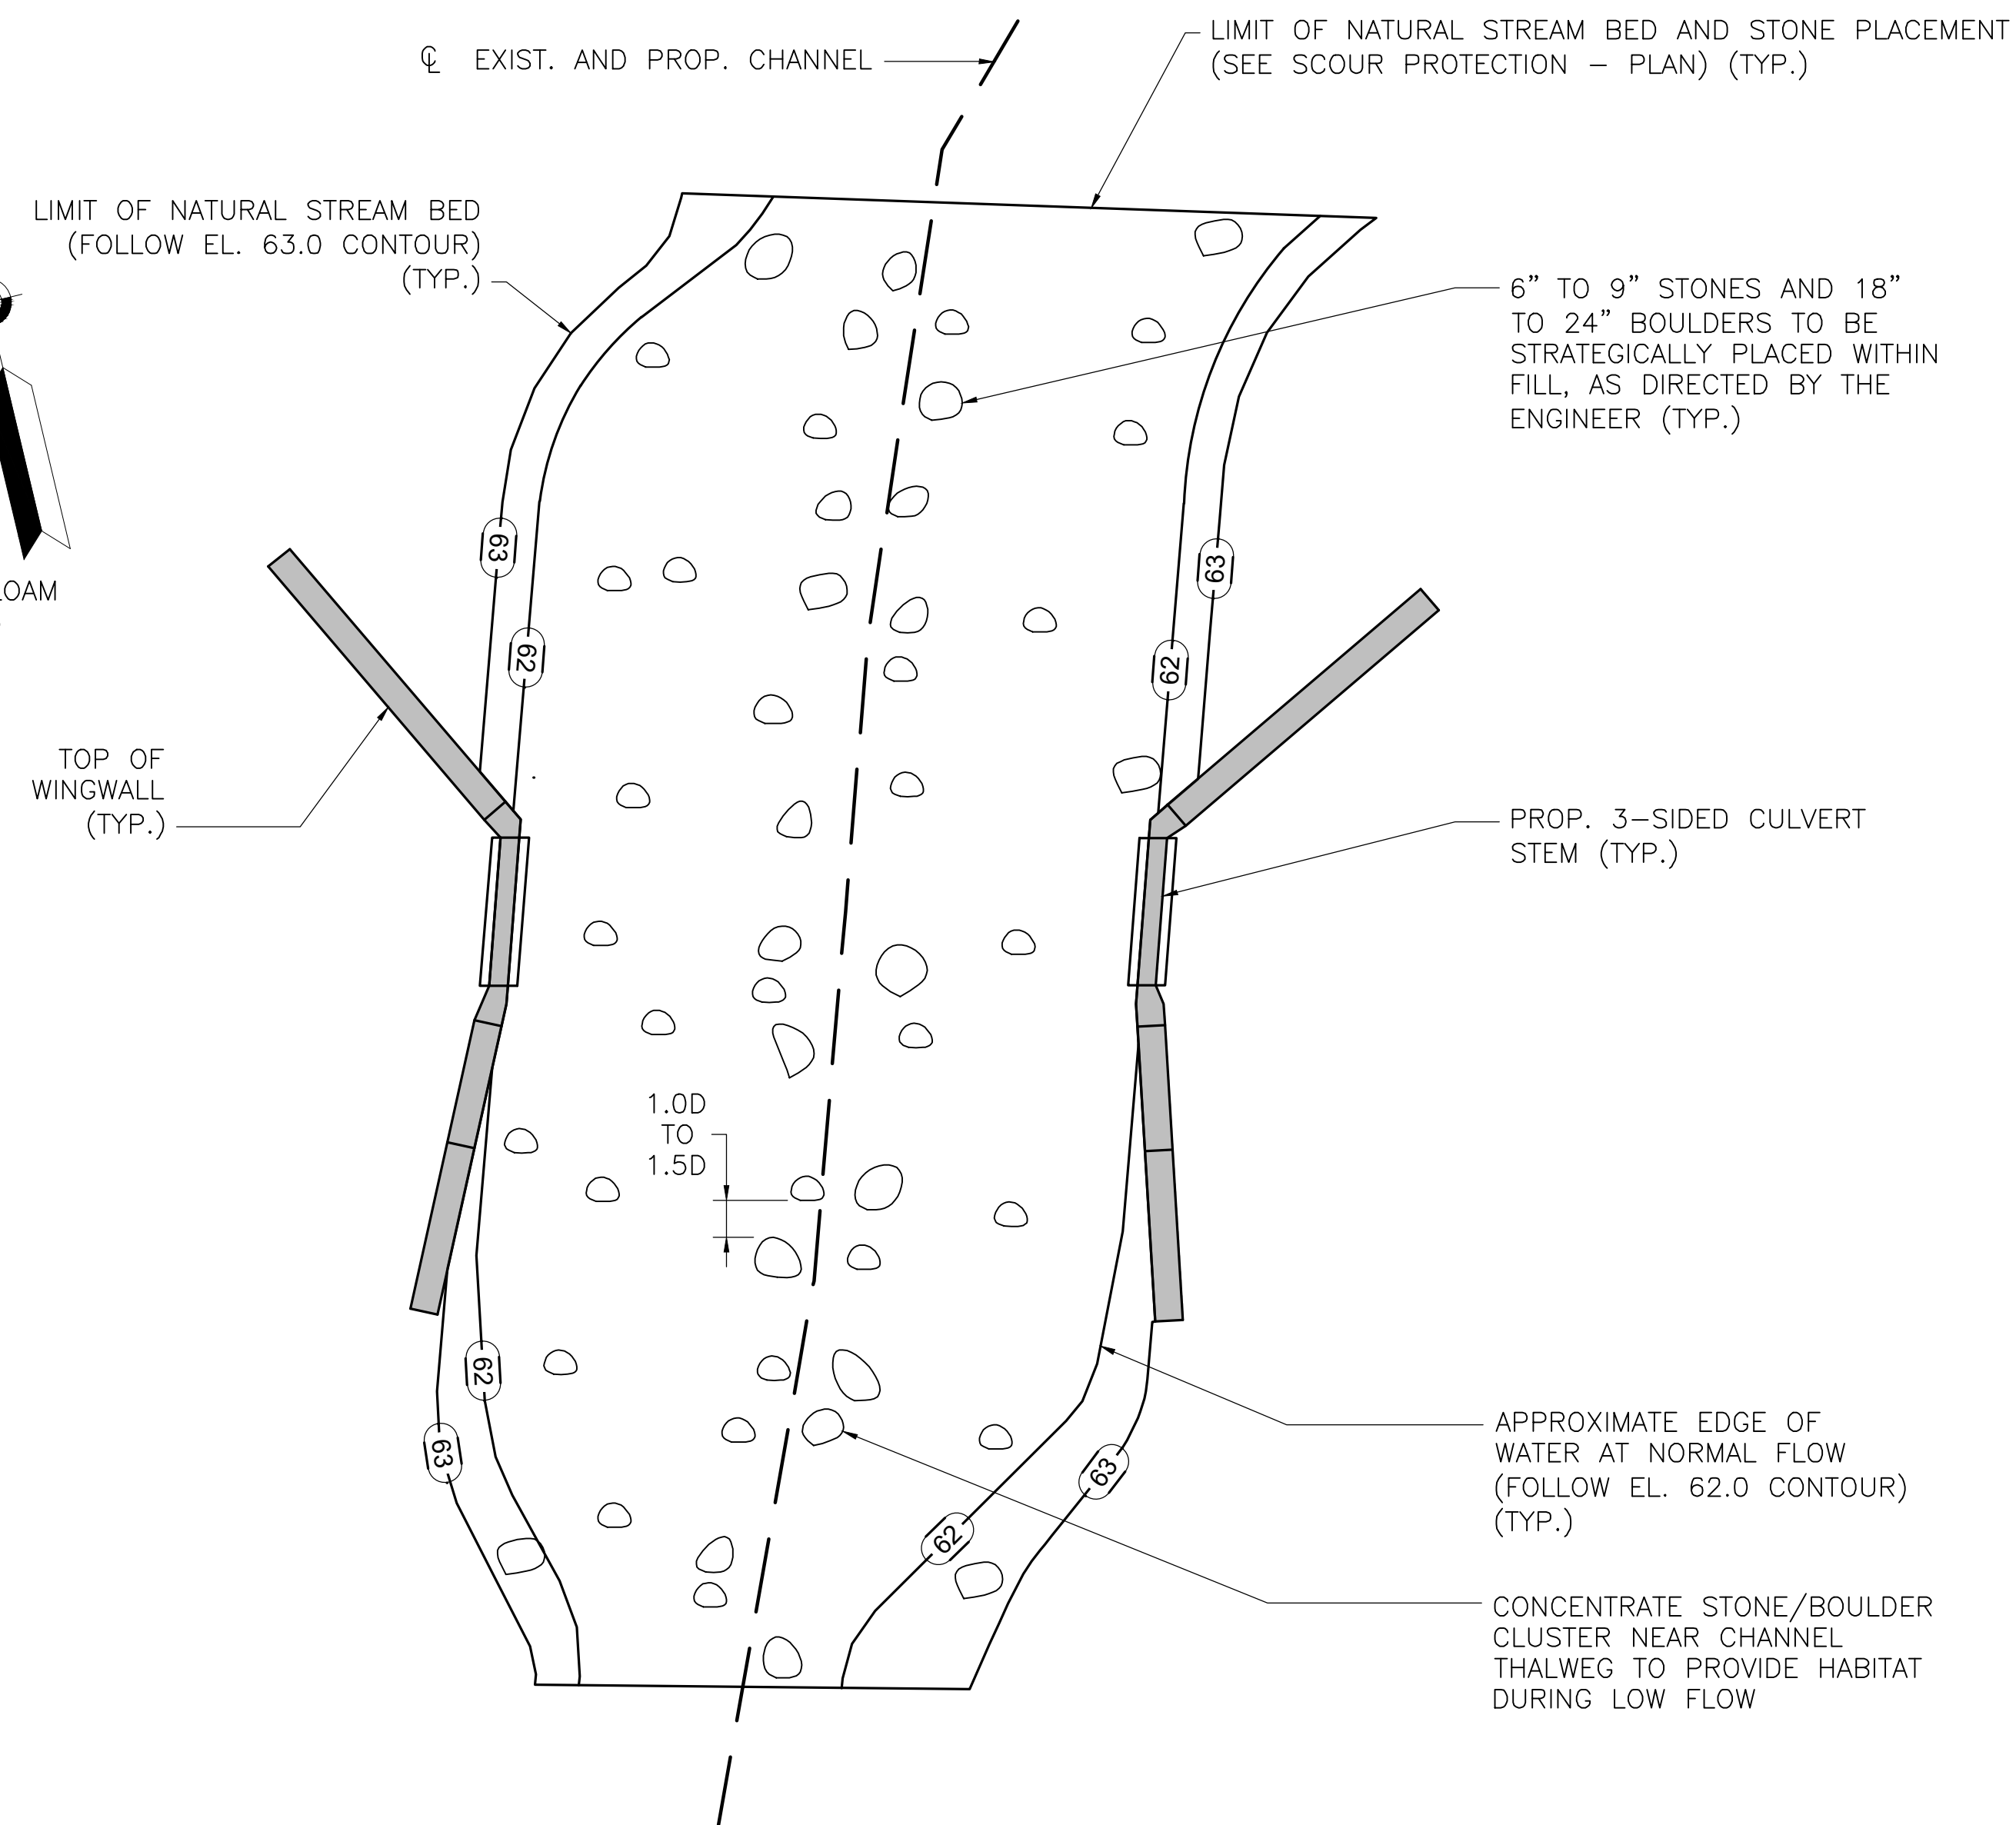 ℄ EXIST. AND PROP. CHANNEL
LIMIT OF NATURAL STREAM BED AND STONE PLACEMENT
(SEE SCOUR PROTECTION – PLAN) (TYP.)
LIMIT OF NATURAL STREAM BED
(FOLLOW EL. 63.0 CONTOUR)
(TYP.)
6" TO 9" STONES AND 18"
TO 24" BOULDERS TO BE
STRATEGICALLY PLACED WITHIN
FILL, AS DIRECTED BY THE
ENGINEER (TYP.)
63
63
62
62
TOP OF
WINGWALL
(TYP.)
PROP. 3-SIDED CULVERT
STEM (TYP.)
1.0D
TO
1.5D
62
63
63
62
APPROXIMATE EDGE OF
WATER AT NORMAL FLOW
(FOLLOW EL. 62.0 CONTOUR)
(TYP.)
CONCENTRATE STONE/BOULDER
CLUSTER NEAR CHANNEL
THALWEG TO PROVIDE HABITAT
DURING LOW FLOW